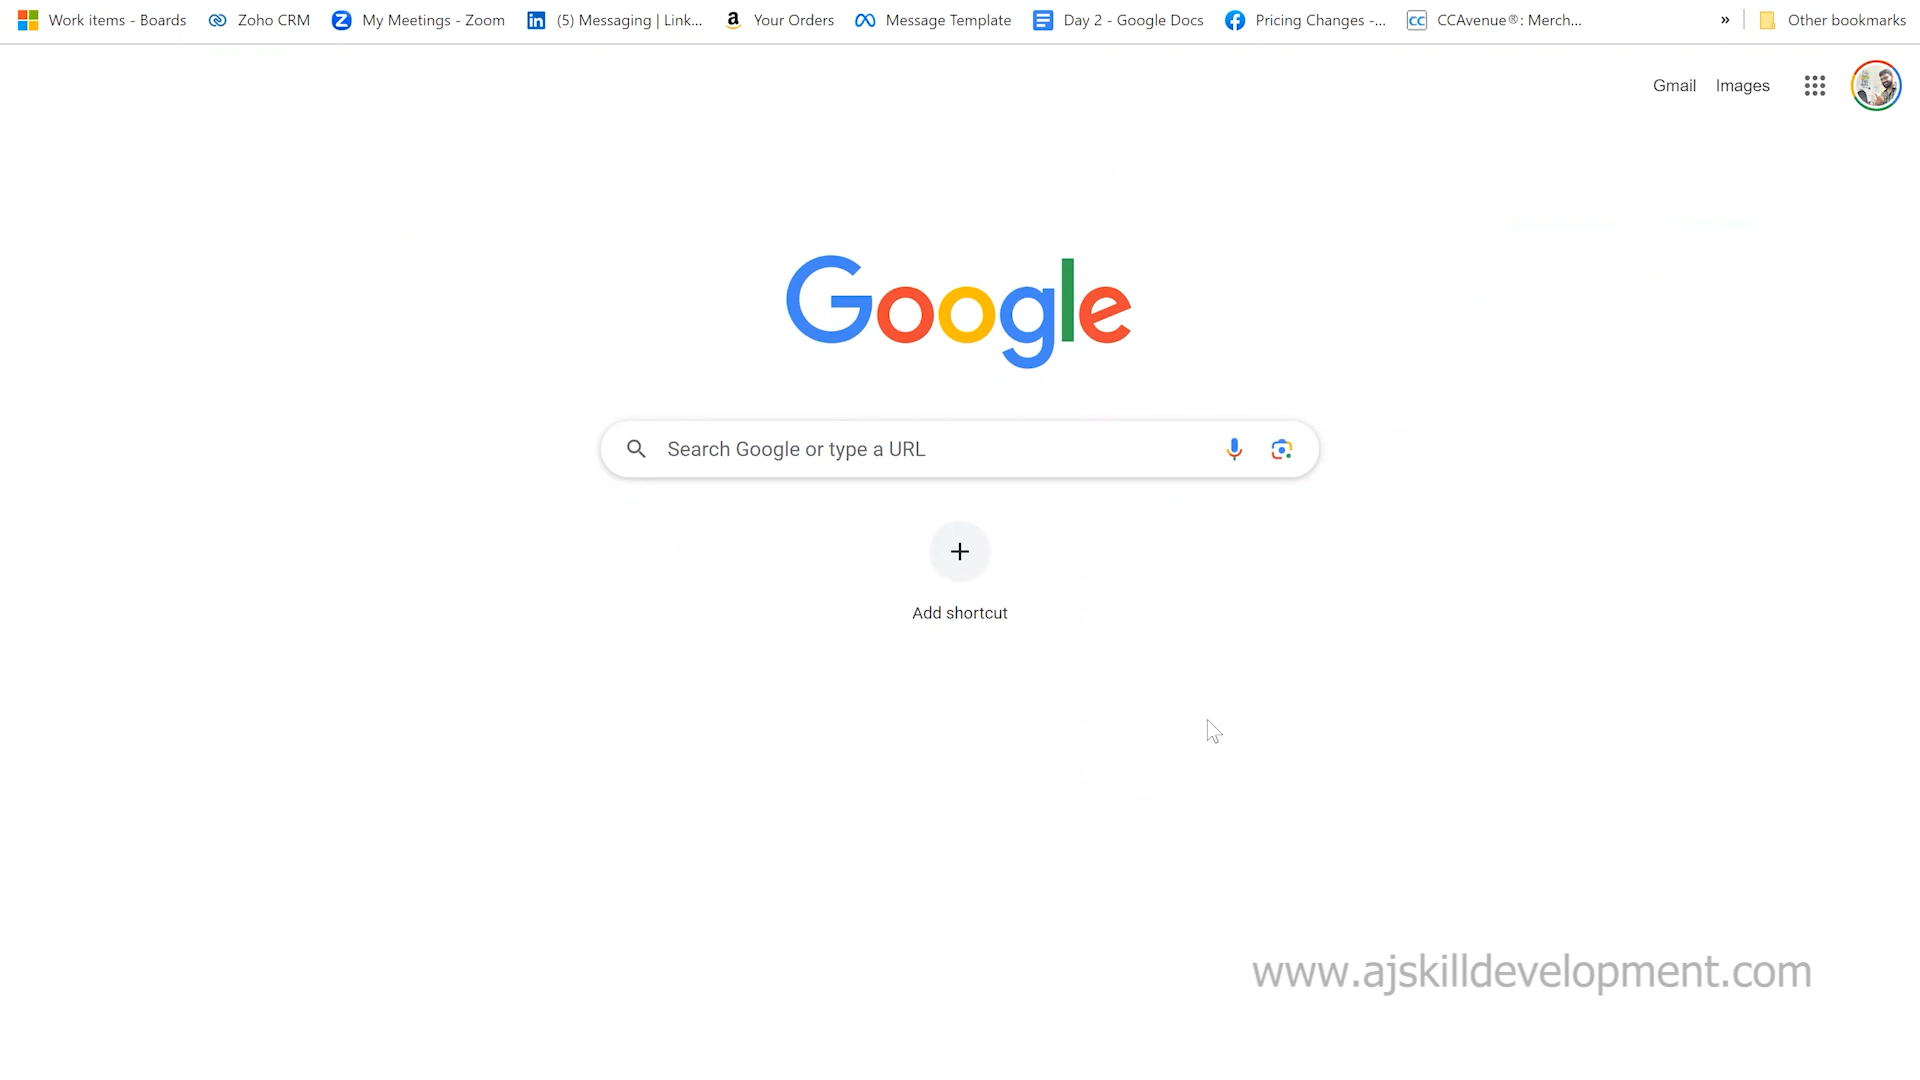 Work items - Boards
Zoho CRM
My Meetings - Zoom
(5) Messaging | Link...
Your Orders
Message Template
Day 2 - Google Docs
Pricing Changes -...
CCAvenue®: Merch...
»
Other bookmarks
Gmail
Images
Google
Search Google or type a URL
Add shortcut
www.ajskilldevelopment.com